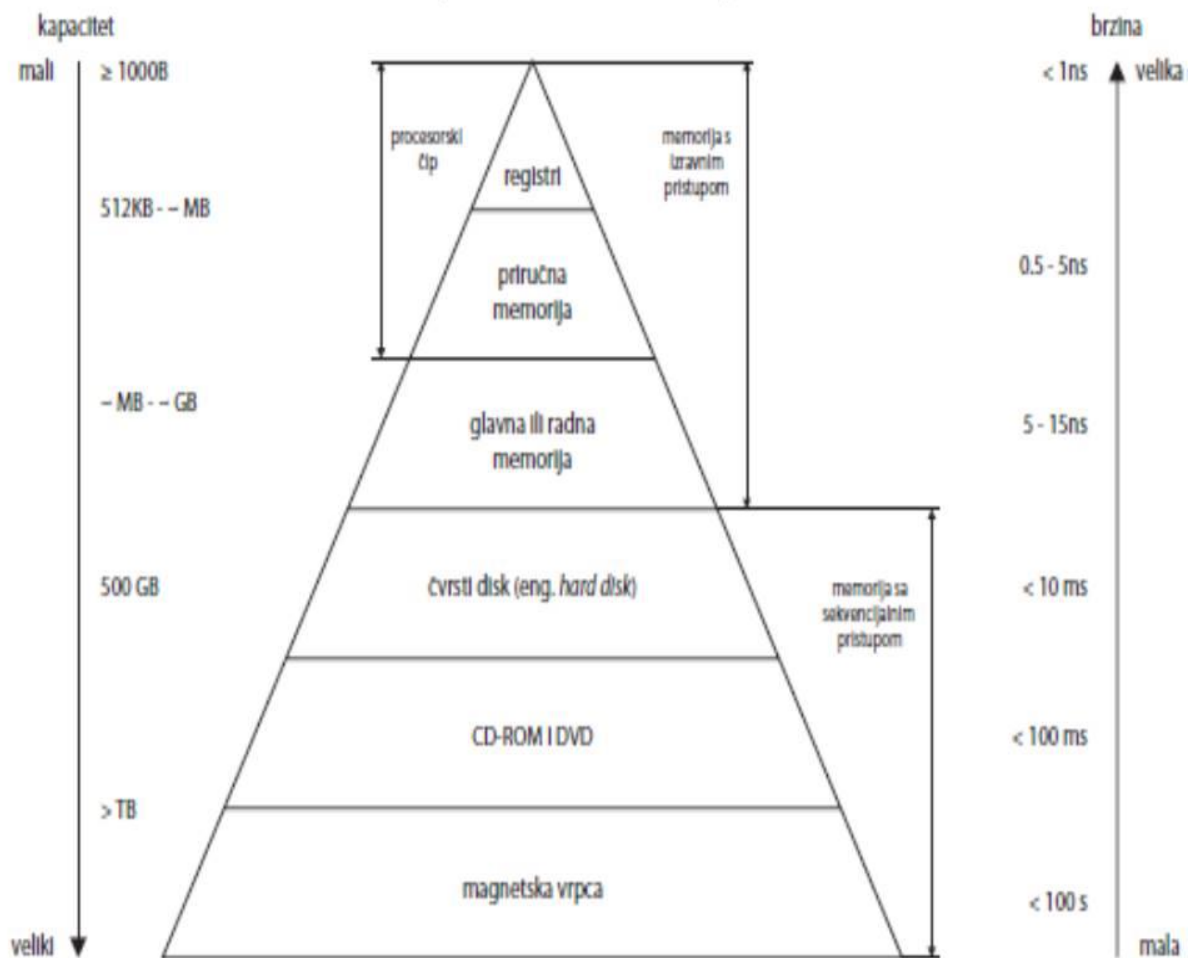 kapacitet
mali
≥ 1000B
512KB - – MB
– MB - – GB
500 GB
> TB
veliki
procesorski
čip
registri
priručna
memorija
glavna ili radna
memorija
čvrsti disk (eng. hard disk)
CD-ROM I DVD
magnetska vrpca
memorija s
izravnim
pristupom
memorija sa
sekvencijalnim
pristupom
brzina
< 1ns
velika
0.5 - 5ns
5 - 15ns
< 10 ms
< 100 ms
< 100 s
mala